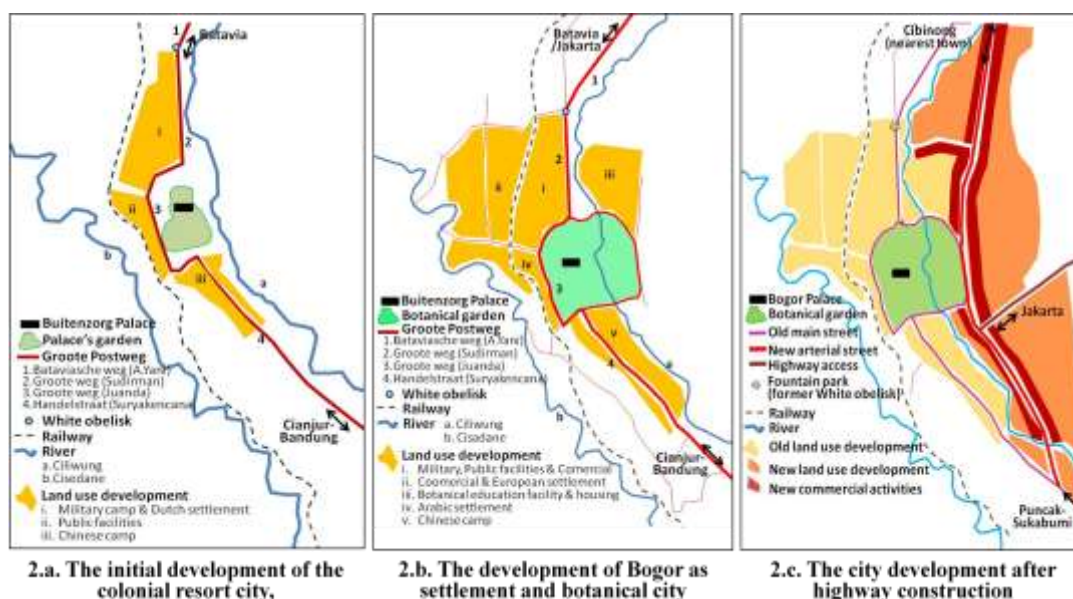 1
Batavia
i
2
ii
3
iii
b
a
4
Buitenzorg Palace
Palace's garden
Groote Postweg
1.Bataviasche weg (A.Yani)
2.Groote weg (Sudirman)
3.Groote weg (Juanda)
4.Handelstraat (Suryakencana)
White obelisk
Railway
River
a. Ciliwung
b.Cisedane
Land use development
i. Military camp & Dutch settlement
ii. Public facilities
iii. Chinese camp
Cianjur-
Bandung
2.a. The initial development of the
colonial resort city,
Batavia
/Jakarta
1
2
iii
ii
i
iv
3
v
4
a
b
Buitenzorg Palace
Botanical garden
Groote Postweg
1.Bataviasche weg (A.Yani)
2.Groote weg (Sudirman)
3.Groote weg (Juanda)
4.Handelstraat (Suryakencana)
White obelisk
Railway
River a. Ciliwung
b. Cisadane
Land use development
i. Military, Public facilities & Comercial
ii. Coomercial & European settlement
iii. Botanical education facility & housing
iv. Arabic settlement
v. Chinese camp
Cianjur-
Bandung
2.b. The development of Bogor as
settlement and botanical city
Cibinong
(nearest town)
Bogor Palace
Botanical garden
Old main street
New arterial street
Highway access
Fountain park
(former White obelisk)
Railway
River
Old land use development
New land use development
New commercial activities
Jakarta
Puncak-
Sukabumi
2.c. The city development after
highway construction